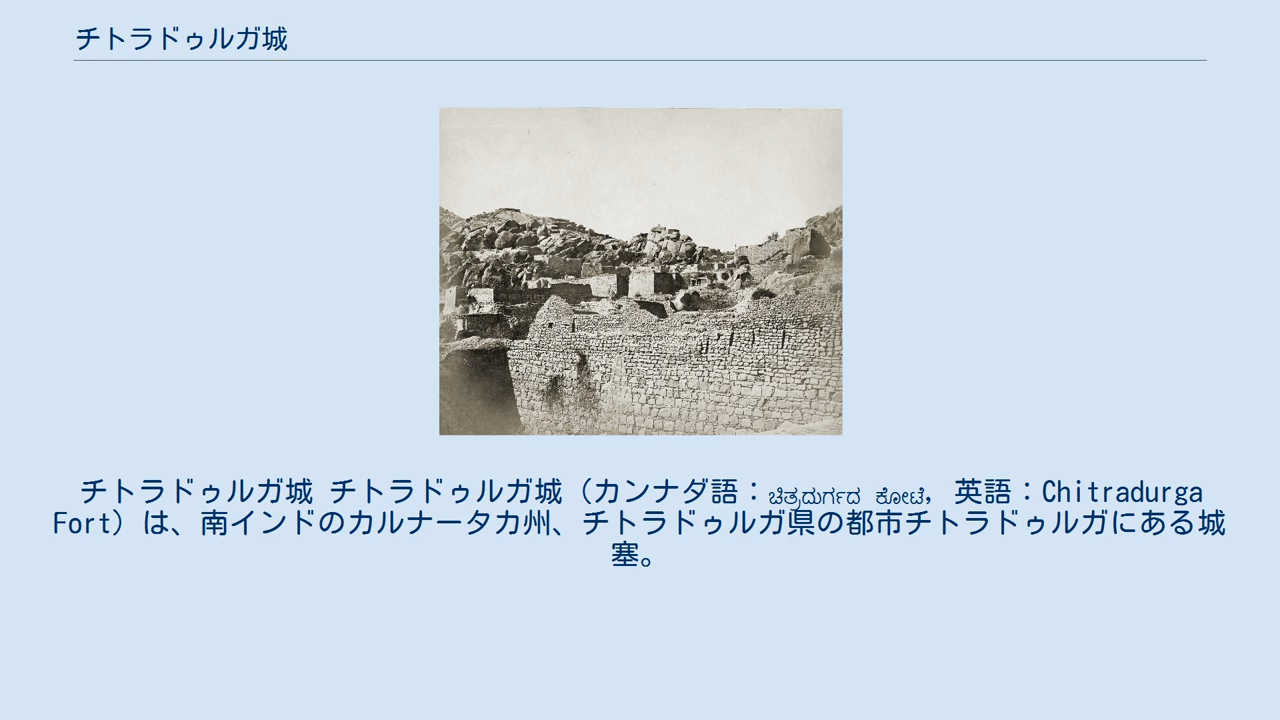 チトラドゥルガ城
チトラドゥルガ城 チトラドゥルガ城（カンナダ語：ಚಿತ್ರದುರ್ಗದ ಕೋಟೆ, 英語：Chitradurga
Fort）は、南インドのカルナータカ州、チトラドゥルガ県の都市チトラドゥルガにある城
塞。